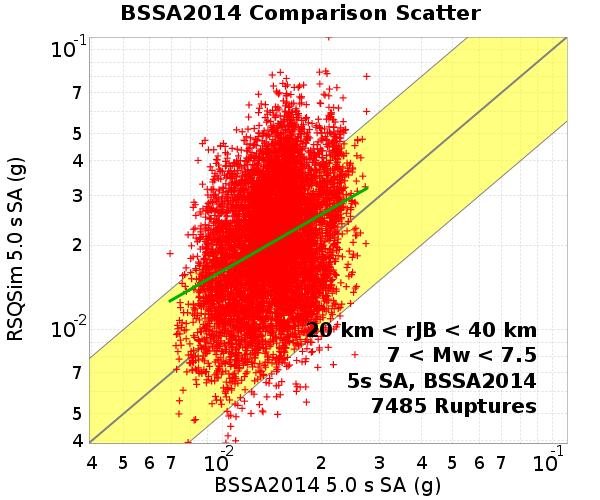 BSSA2014 Comparison Scatter
RSQSim 5.0 s SA (g)
10-1
7
5
4
3
2
10-2
7
5
4
20 km < rJB < 40 km
7 < Mw < 7.5
5s SA, BSSA2014
7485 Ruptures
4 5 6 7 10-2 2 3 4 5 6 7 10-1
BSSA2014 5.0 s SA (g)